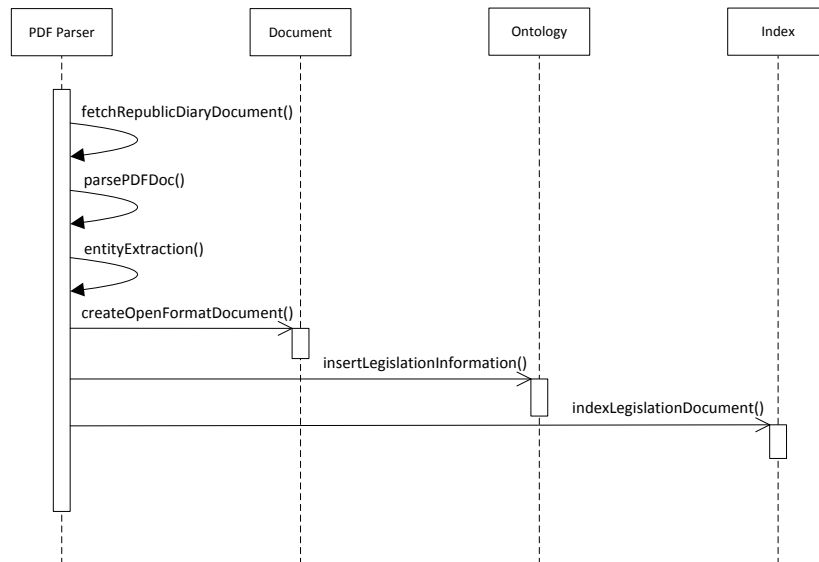 PDF Parser
Document
Ontology
Index
fetchRepublicDiaryDocument()
parsePDFDoc()
entityExtraction()
createOpenFormatDocument()
insertLegislationInformation()
indexLegislationDocument()